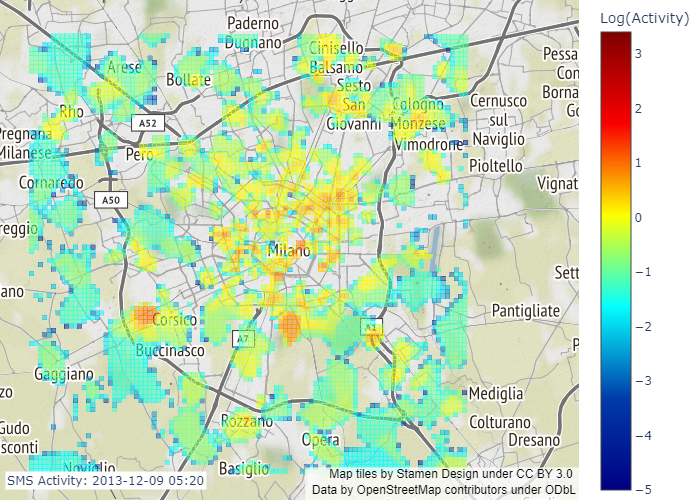 Log(Activity)
Paderno
Dugnano
Cinisello
Balsamo
Arese
Bollate
Sesto
San
Giovanni
Cologno
Monzese
Pessa
Con
Borna
Go
Cernusco
sul
Naviglio
Rho
A52
Pregnana
Milanese
Pero
Vimodrone
Pioltello
Cornaredo
Vignat
A50
reggio
Milano
Sett
ano
Corsico
A7
A1
Pantigliate
Buccinasco
P
Gaggiano
zo
Mediglia
Rozzano
Colturano
Gudo
sconti
Opera
Dresano
Noviglio
Basiglio
SMS Activity: 2013-12-09 05:20
Map tiles by Stamen Design under CC BY 3.0
Data by OpenStreetMap contributors under ODbL
3
2
1
0
−1
−2
−3
−4
−5